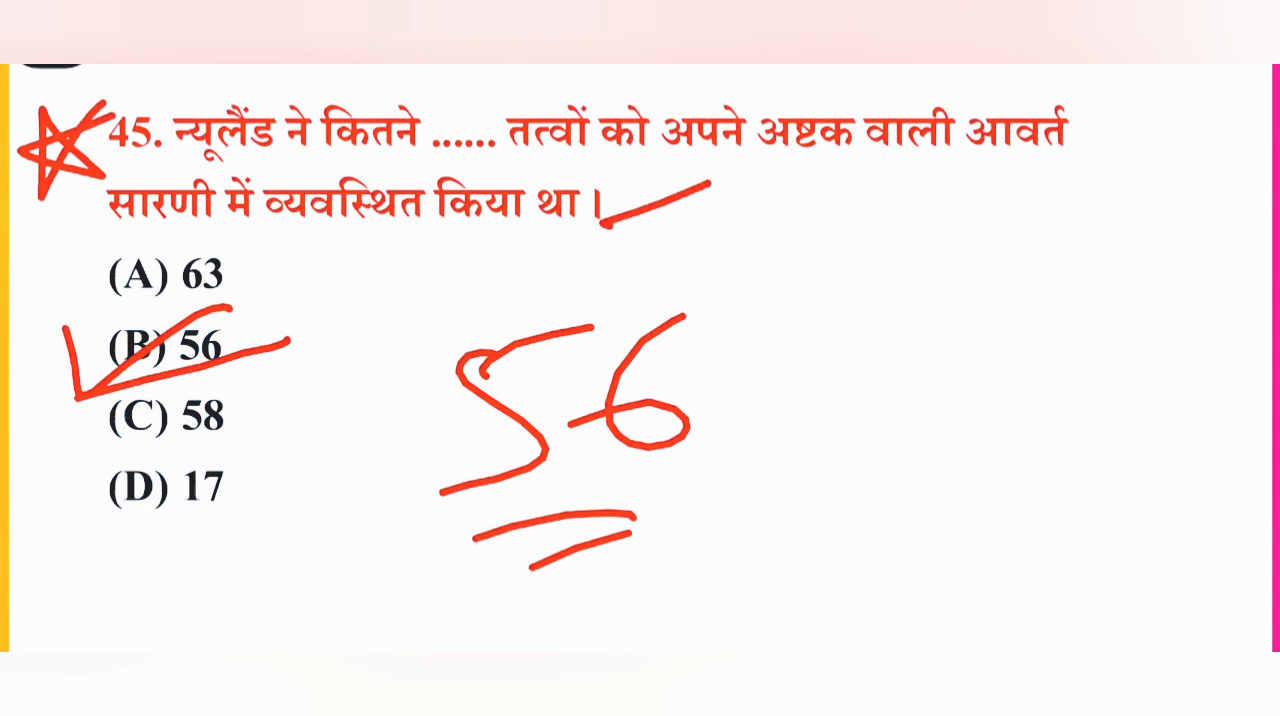 45. न्यूलैंड ने कितने ...... तत्वों को अपने अष्टक वाली आवर्त
सारणी में व्यवस्थित किया था।
(A) 63
(B) 56
(C) 58
(D) 17
56